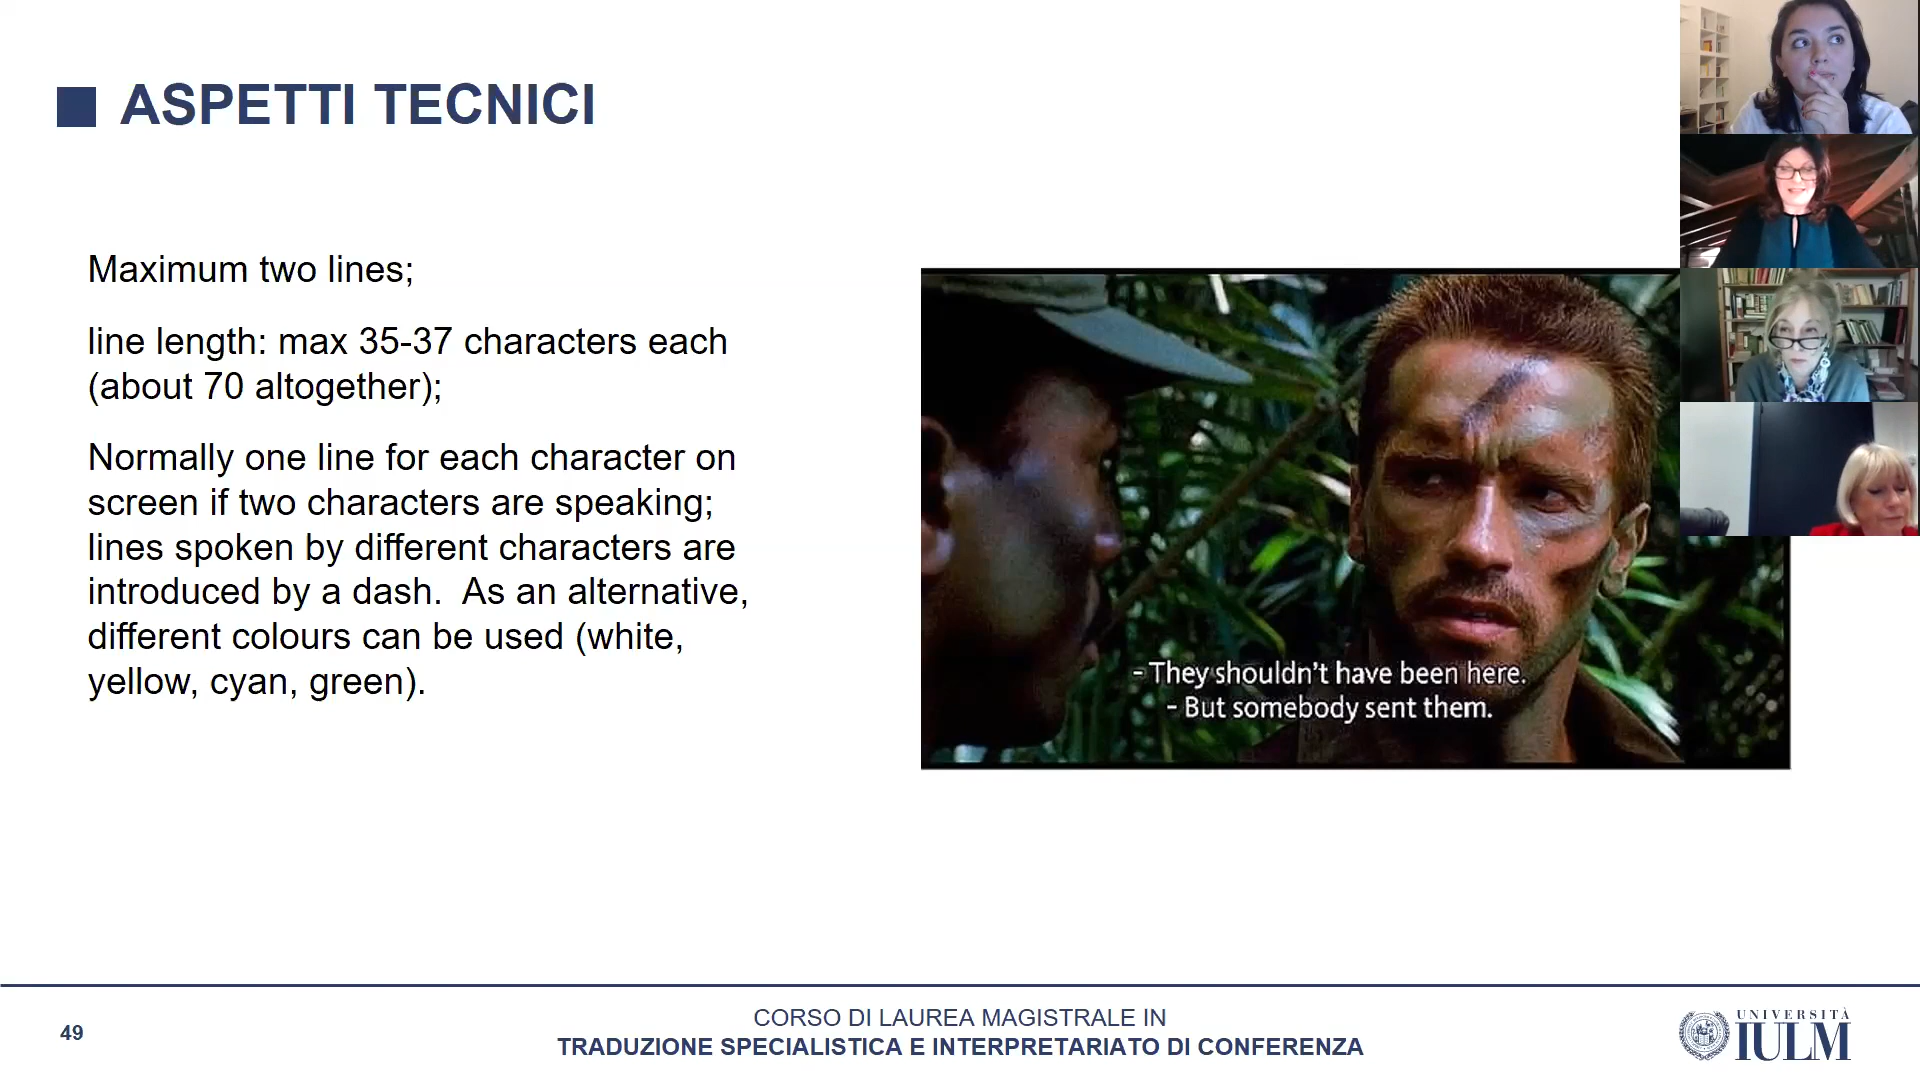 ASPETTI TECNICI
Maximum two lines;
line length: max 35-37 characters each
(about 70 altogether);
Normally one line for each character on
screen if two characters are speaking;
lines spoken by different characters are
introduced by a dash.  As an alternative,
different colours can be used (white,
yellow, cyan, green).
- They shouldn't have been here.
- But somebody sent them.
49
CORSO DI LAUREA MAGISTRALE IN
TRADUZIONE SPECIALISTICA E INTERPRETARIATO DI CONFERENZA
UNIVERSITÀ
IULM